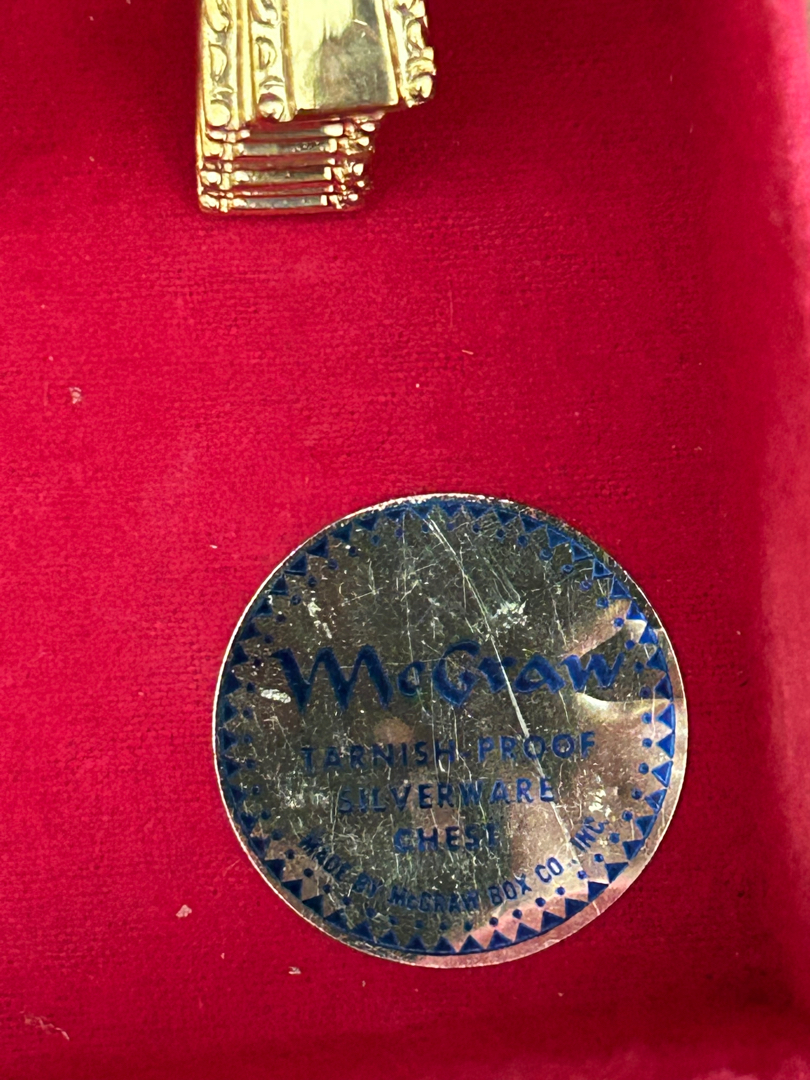 McGraw
TARNISH-PROOF
SILVERWARE
CHEST
MADE BY McGRAW BOX CO., INC.